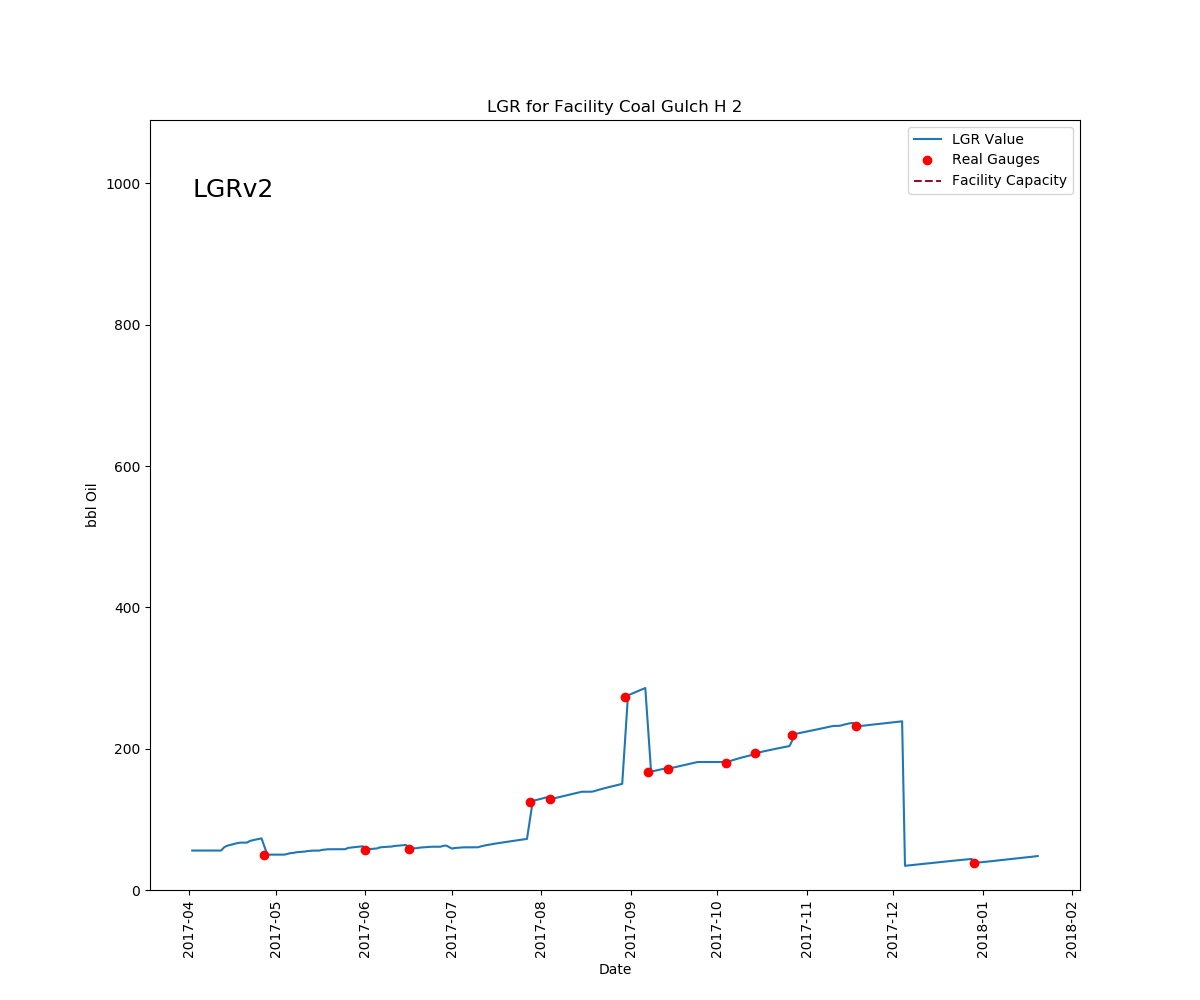 LGR for Facility Coal Gulch H 2
LGRv2
LGR Value
Real Gauges
Facility Capacity
1000
800
600
400
200
0
bbl Oil
2017-04
2017-05
2017-06
2017-07
2017-08
2017-09
2017-10
2017-11
2017-12
2018-01
2018-02
Date